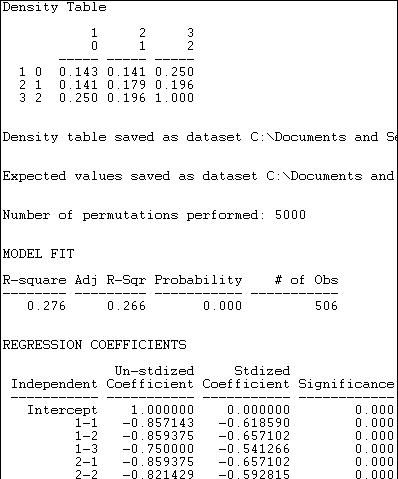 Density Table
1 2 3
0 1 2
----- ----- -----
1 0 0.143 0.141 0.250
2 1 0.141 0.179 0.196
3 2 0.250 0.196 1.000
Density table saved as dataset C:\Documents and Se
Expected values saved as dataset C:\Documents and
Number of permutations performed: 5000
MODEL FIT
R-square Adj R-Sqr Probability # of Obs
-------- --------- ----------- -----------
0.276 0.266 0.000 506
REGRESSION COEFFICIENTS
Un-stdized Stdized
Independent Coefficient Coefficient Significance
----------- ----------- ----------- ------------
Intercept 1.000000 0.000000 0.000
1-1 -0.857143 -0.618590 0.000
1-2 -0.859375 -0.657102 0.000
1-3 -0.750000 -0.541266 0.000
2-1 -0.859375 -0.657102 0.000
2-2 -0.821429 -0.592815 0.000